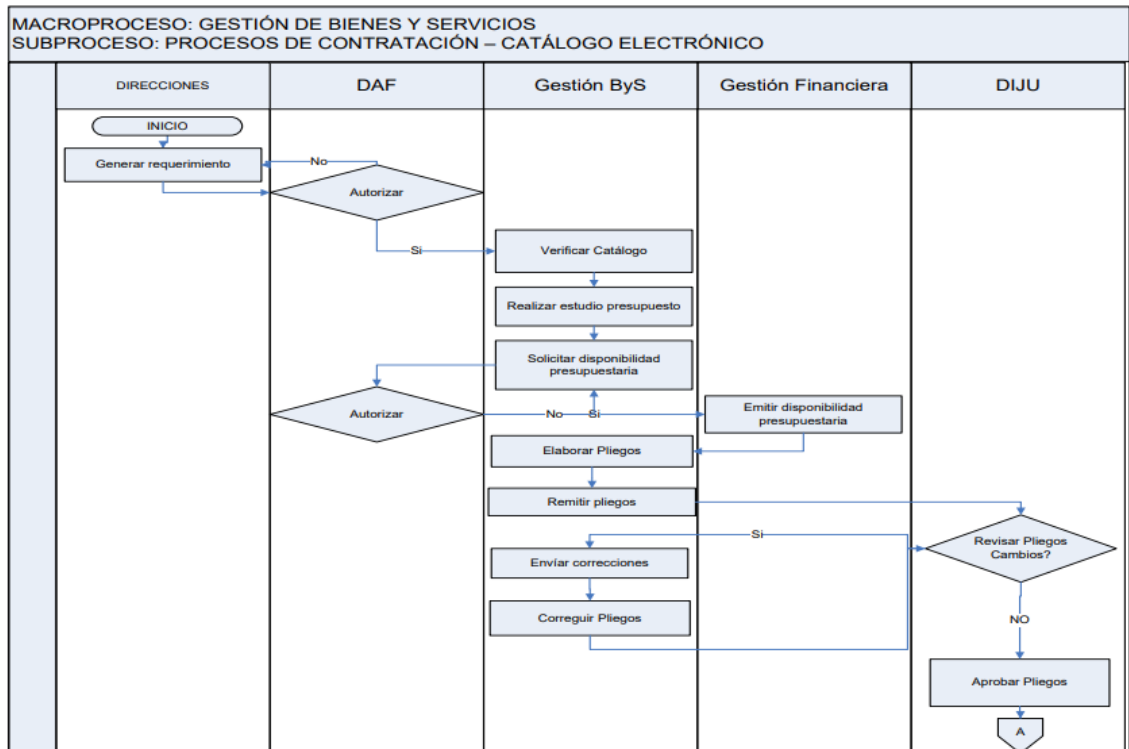 MACROPROCESO: GESTIÓN DE BIENES Y SERVICIOS
SUBPROCESO: PROCESOS DE CONTRATACIÓN – CATÁLOGO ELECTRÓNICO
DIRECCIONES
DAF
Gestión ByS
Gestión Financiera
DIJU
INICIO
Generar requerimiento
No
Autorizar
Si
Verificar Catálogo
Realizar estudio presupuesto
Solicitar disponibilidad
presupuestaria
Autorizar
No
Si
Emitir disponibilidad
presupuestaria
Elaborar Pliegos
Remitir pliegos
Revisar Pliegos
Cambios?
Si
Envíar correcciones
Correguir Pliegos
NO
Aprobar Pliegos
A